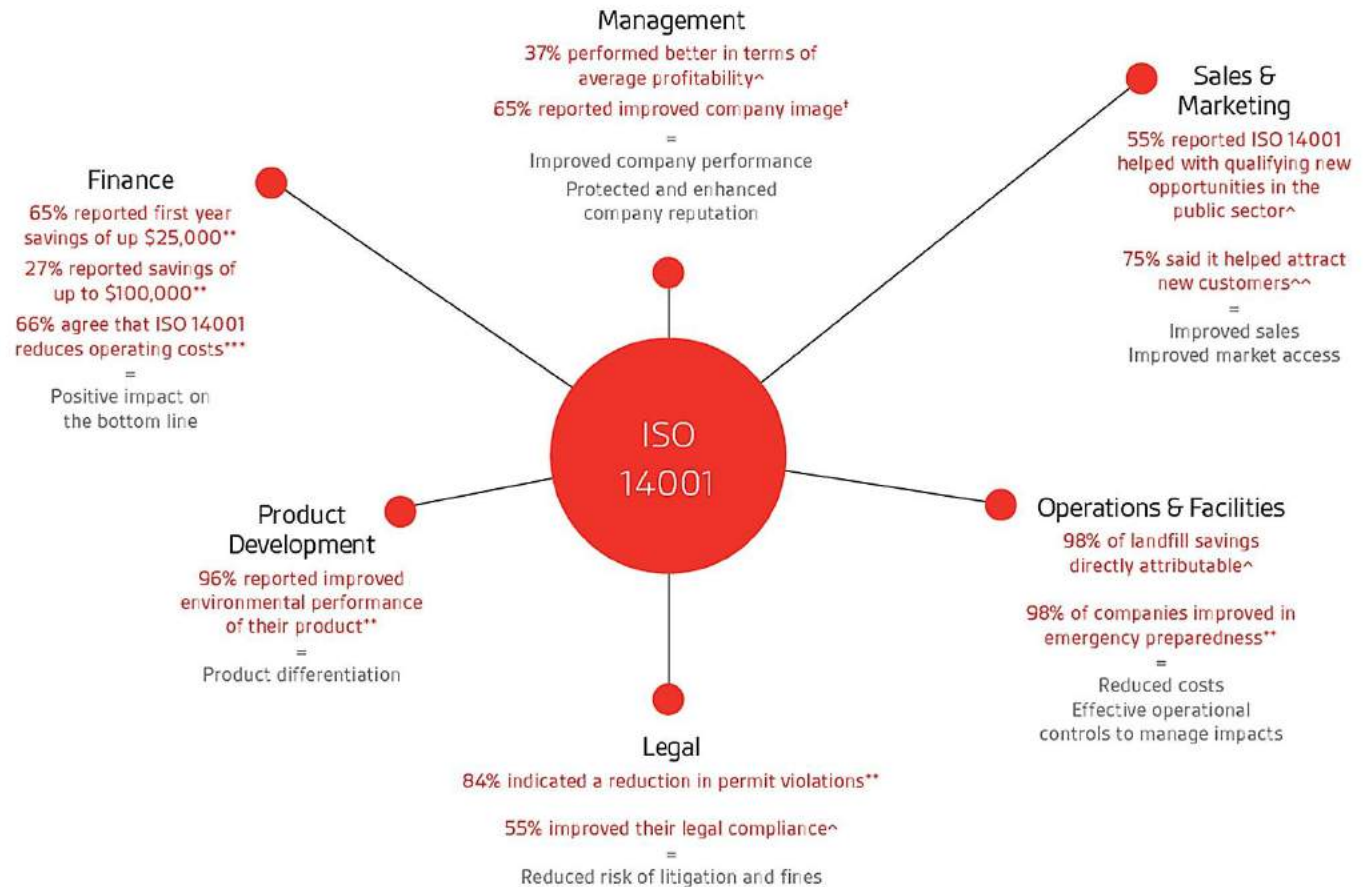 Management
37% performed better in terms of
average profitability^
65% reported improved company image†
=
Improved company performance
Protected and enhanced
company reputation
Sales &
Marketing
55% reported ISO 14001
helped with qualifying new
opportunities in the
public sector^
75% said it helped attract
new customers^^
=
Improved sales
Improved market access
Finance
65% reported first year
savings of up $25,000**
27% reported savings of
up to $100,000**
66% agree that ISO 14001
reduces operating costs***
=
Positive impact on
the bottom line
ISO
14001
Product
Development
96% reported improved
environmental performance
of their product**
=
Product differentiation
Operations & Facilities
98% of landfill savings
directly attributable^
98% of companies improved in
emergency preparedness**
=
Reduced costs
Effective operational
controls to manage impacts
Legal
84% indicated a reduction in permit violations**
55% improved their legal compliance^
=
Reduced risk of litigation and fines